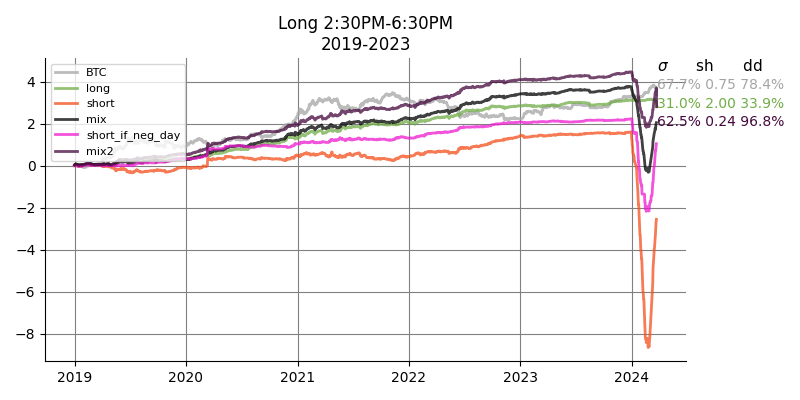 Long 2:30PM-6:30PM
2019-2023
σ sh dd
67.7% 0.75 78.4%
31.0% 2.00 33.9%
62.5% 0.24 96.8%
BTC
long
short
mix
short_if_neg_day
mix2
4
2
0
−2
−4
−6
−8
2019 2020 2021 2022 2023 2024